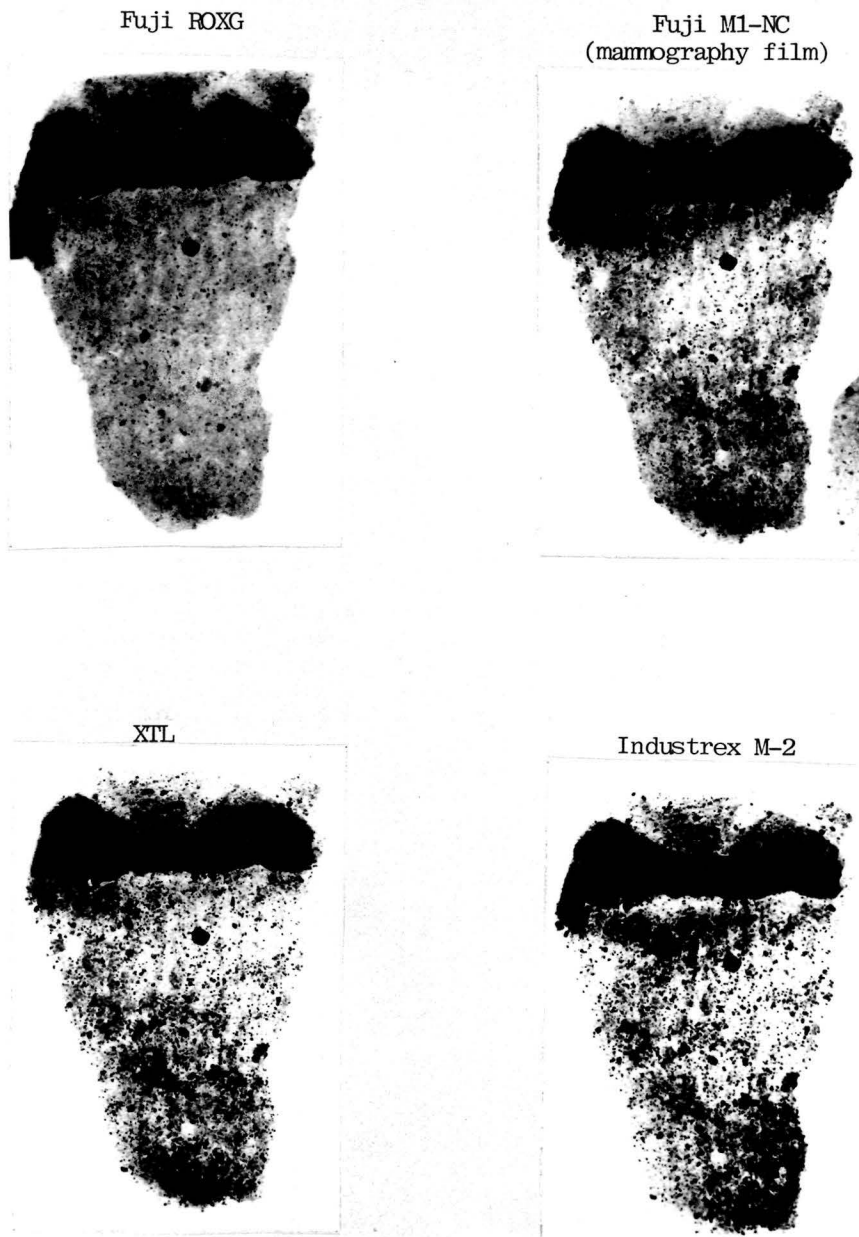 Fuji ROXG
Fuji M1-NC
(mammography film)
XTL
Industrex M-2